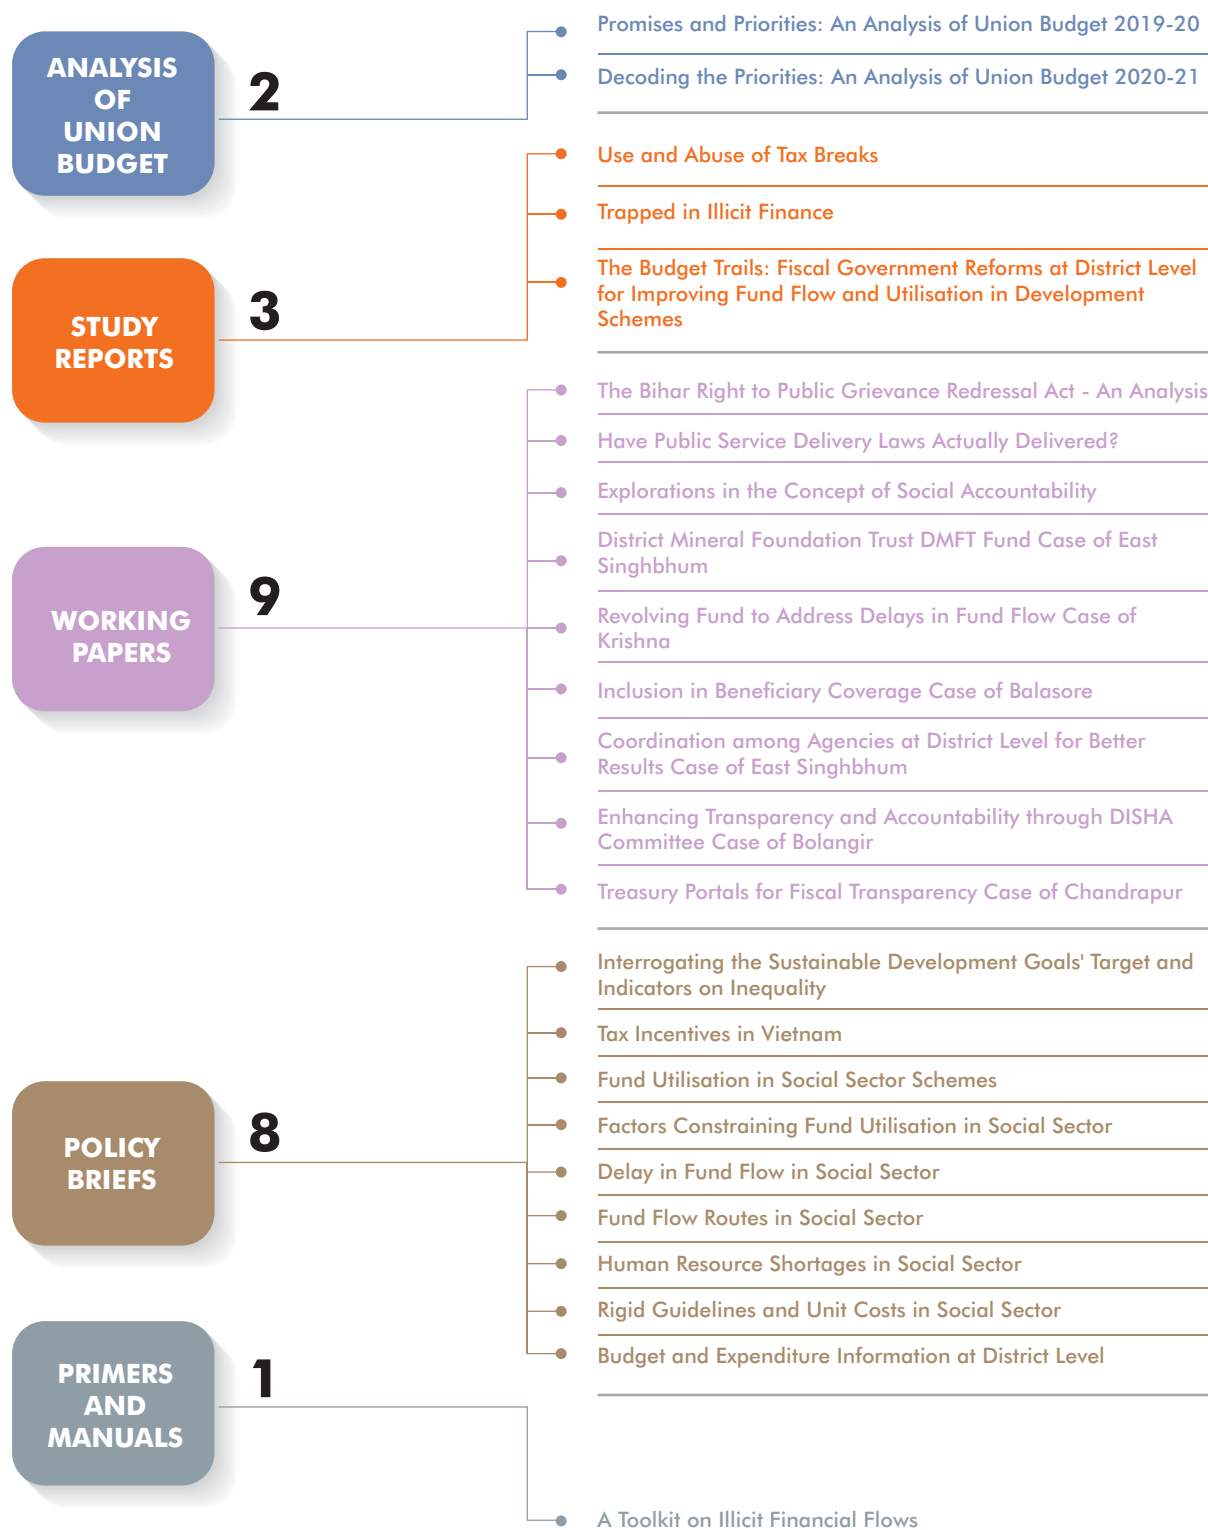 ANALYSIS
OF
UNION
BUDGET
2
Promises and Priorities: An Analysis of Union Budget 2019-20
Decoding the Priorities: An Analysis of Union Budget 2020-21
STUDY
REPORTS
3
Use and Abuse of Tax Breaks
Trapped in Illicit Finance
The Budget Trails: Fiscal Government Reforms at District Level
for Improving Fund Flow and Utilisation in Development
Schemes
WORKING
PAPERS
9
The Bihar Right to Public Grievance Redressal Act - An Analysis
Have Public Service Delivery Laws Actually Delivered?
Explorations in the Concept of Social Accountability
District Mineral Foundation Trust DMFT Fund Case of East
Singhbhum
Revolving Fund to Address Delays in Fund Flow Case of
Krishna
Inclusion in Beneficiary Coverage Case of Balasore
Coordination among Agencies at District Level for Better
Results Case of East Singhbhum
Enhancing Transparency and Accountability through DISHA
Committee Case of Bolangir
Treasury Portals for Fiscal Transparency Case of Chandrapur
POLICY
BRIEFS
8
Interrogating the Sustainable Development Goals' Target and
Indicators on Inequality
Tax Incentives in Vietnam
Fund Utilisation in Social Sector Schemes
Factors Constraining Fund Utilisation in Social Sector
Delay in Fund Flow in Social Sector
Fund Flow Routes in Social Sector
Human Resource Shortages in Social Sector
Rigid Guidelines and Unit Costs in Social Sector
Budget and Expenditure Information at District Level
PRIMERS
AND
MANUALS
1
A Toolkit on Illicit Financial Flows